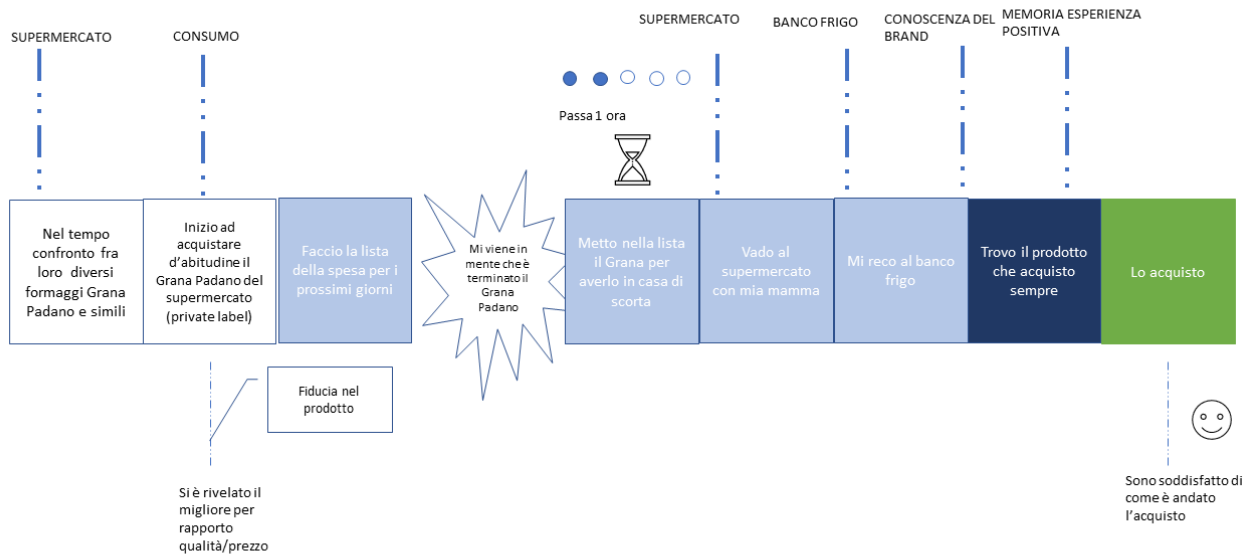 SUPERMERCATO
CONSUMO
SUPERMERCATO
BANCO FRIGO
CONOSCENZA DEL
BRAND
MEMORIA ESPERIENZA
POSITIVA
Passa 1 ora
Nel tempo
confronto fra
loro diversi
formaggi Grana
Padano e simili
Inizio ad
acquistare
d'abitudine il
Grana Padano del
supermercato
(private label)
Faccio la lista
della spesa per i
prossimi giorni
Mi viene in
mente che è
terminato il
Grana
Padano
Metto nella lista
il Grana per
averlo in casa di
scorta
Vado al
supermercato
con mia mamma
Mi reco al banco
frigo
Trovo il prodotto
che acquisto
sempre
Lo acquisto
Fiducia nel
prodotto
Si è rivelato il
migliore per
rapporto
qualità/prezzo
Sono soddisfatto di
come è andato
l'acquisto